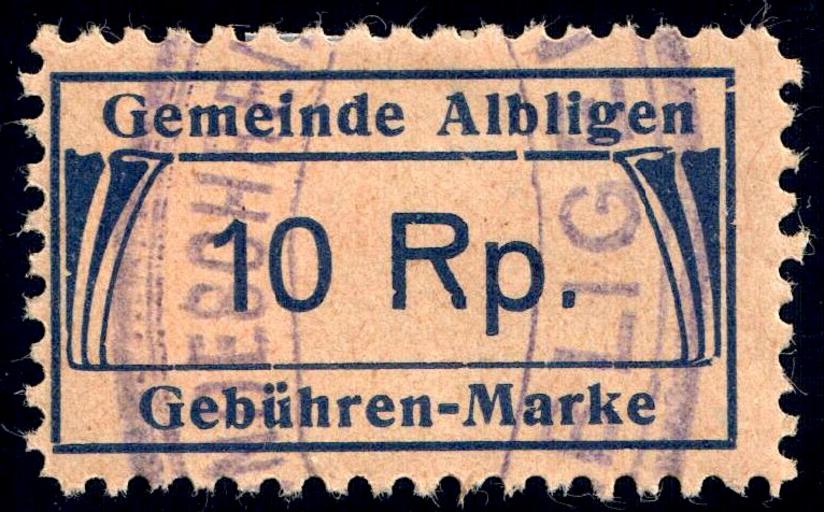 Gemeinde Albligen
10 Rp.
Gebühren-Marke